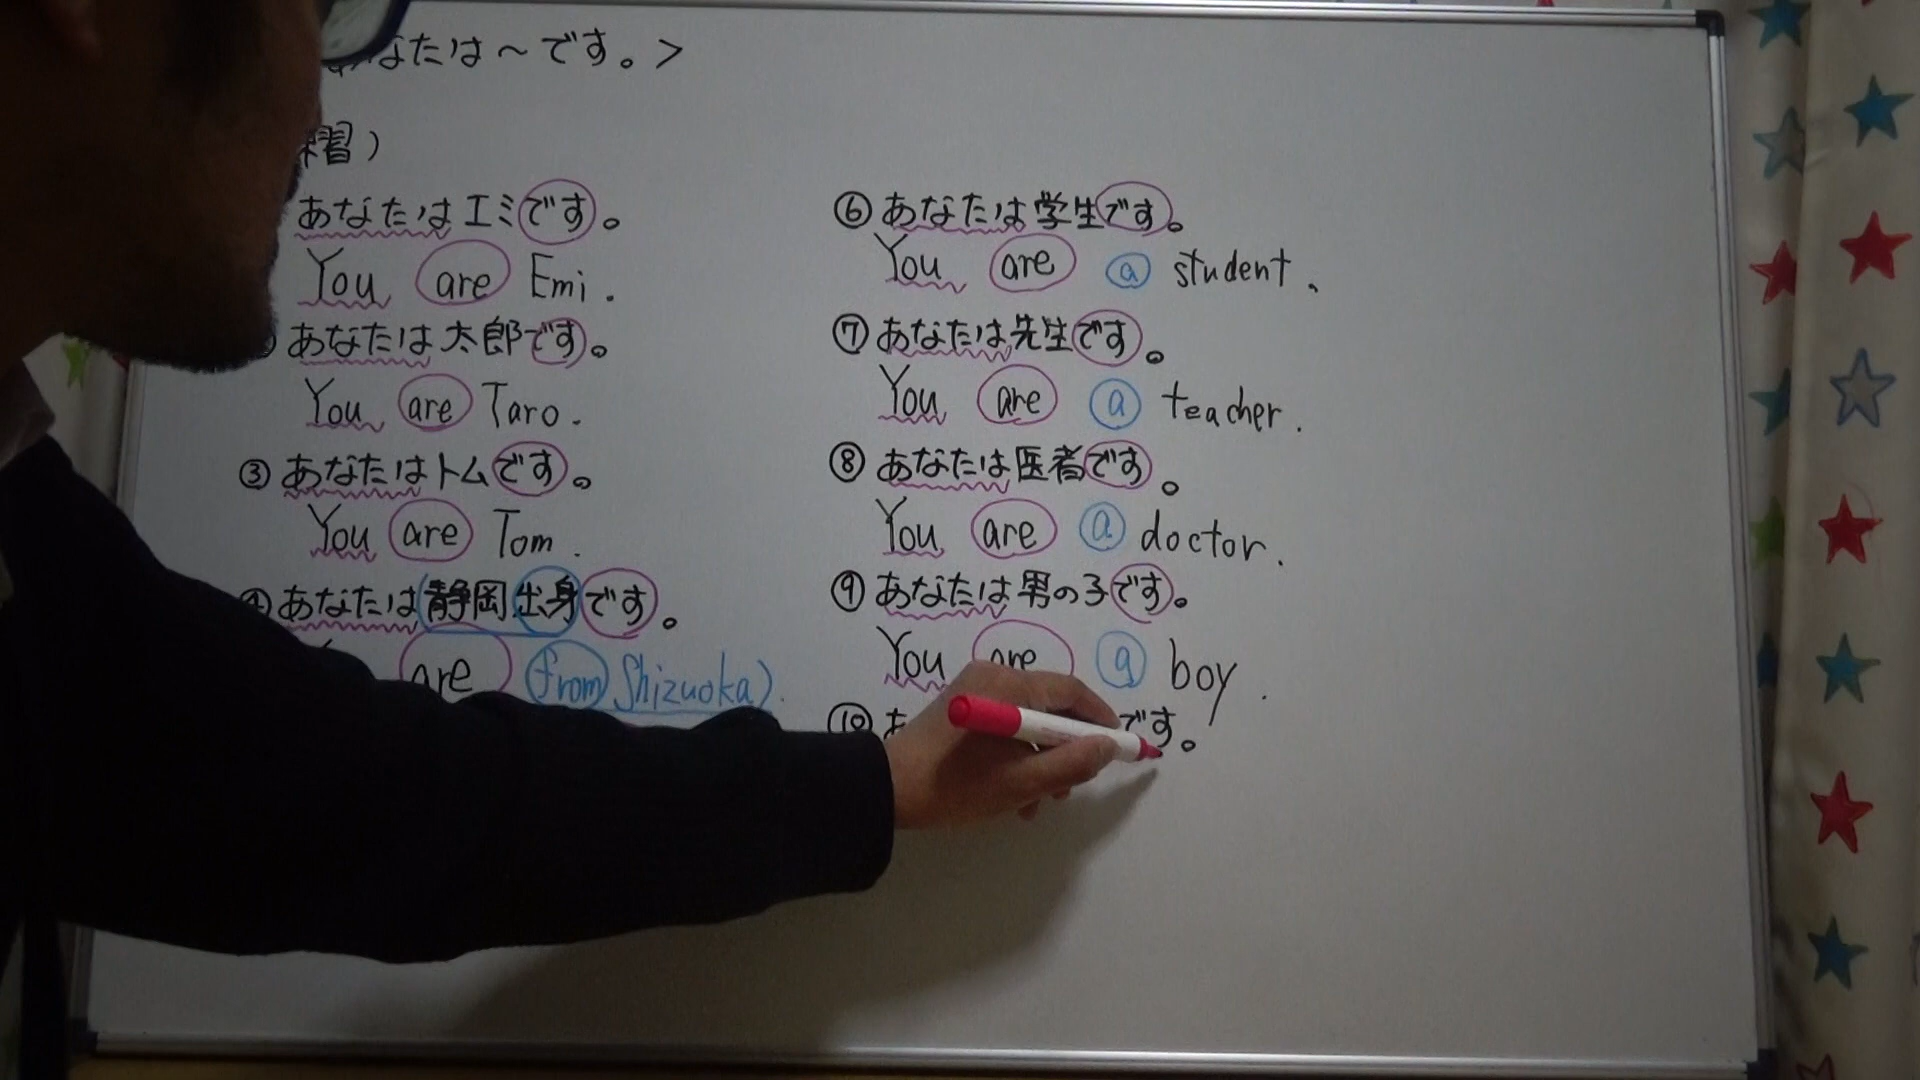 なたは～です。>
習)
あなたはエミです。
You are Emi.
あなたは太郎です。
You are Taro.
③ あなたはトムです。
You are Tom.
あなたは静岡出身です。
are from Shizuoka).
⑥ あなたは学生です。
You are a student.
⑦ あなたは先生です。
You are a teacher.
⑧ あなたは医者です。
You are a doctor.
⑨ あなたは男の子です。
You are a boy.
⑩ あ です。